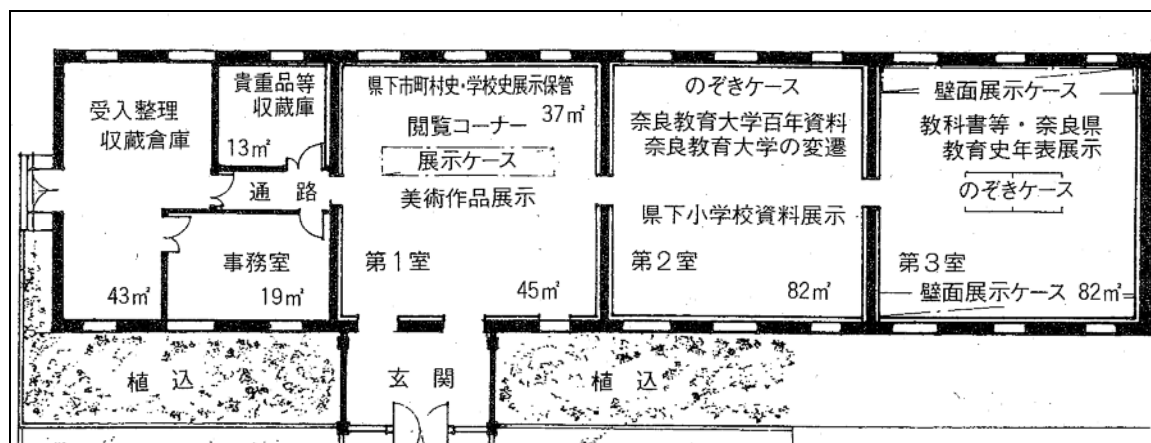 受入整理
収蔵倉庫
43㎡
貴重品等
収蔵庫
13㎡
通路
事務室
19㎡
県下市町村史・学校史展示保管
37㎡
閲覧コーナー
展示ケース
美術作品展示
第1室
45㎡
のぞきケース
奈良教育大学百年資料
奈良教育大学の変遷
県下小学校資料展示
第2室
82㎡
壁面展示ケース
教科書等・奈良県
教育史年表展示
のぞきケース
第3室
壁面展示ケース
82㎡
植込
玄関
植込